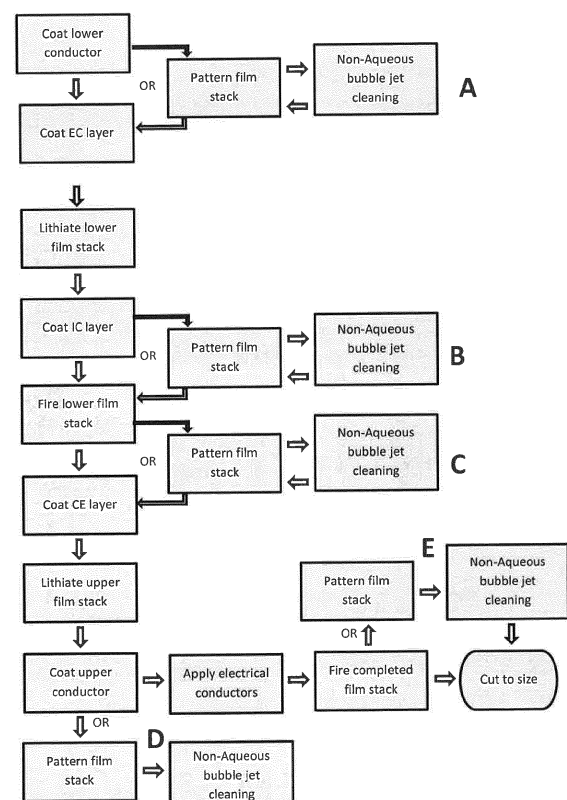 Coat lower
conductor
OR
Pattern film
stack
Non-Aqueous
bubble jet
cleaning
A
Coat EC layer
Lithiate lower
film stack
Coat IC layer
OR
Pattern film
stack
Non-Aqueous
bubble jet
cleaning
B
Fire lower film
stack
OR
Pattern film
stack
Non-Aqueous
bubble jet
cleaning
C
Coat CE layer
Lithiate upper
film stack
E
Pattern film
stack
Non-Aqueous
bubble jet
cleaning
OR
Coat upper
conductor
Apply electrical
conductors
Fire completed
film stack
Cut to size
OR
D
Pattern film
stack
Non-Aqueous
bubble jet
cleaning